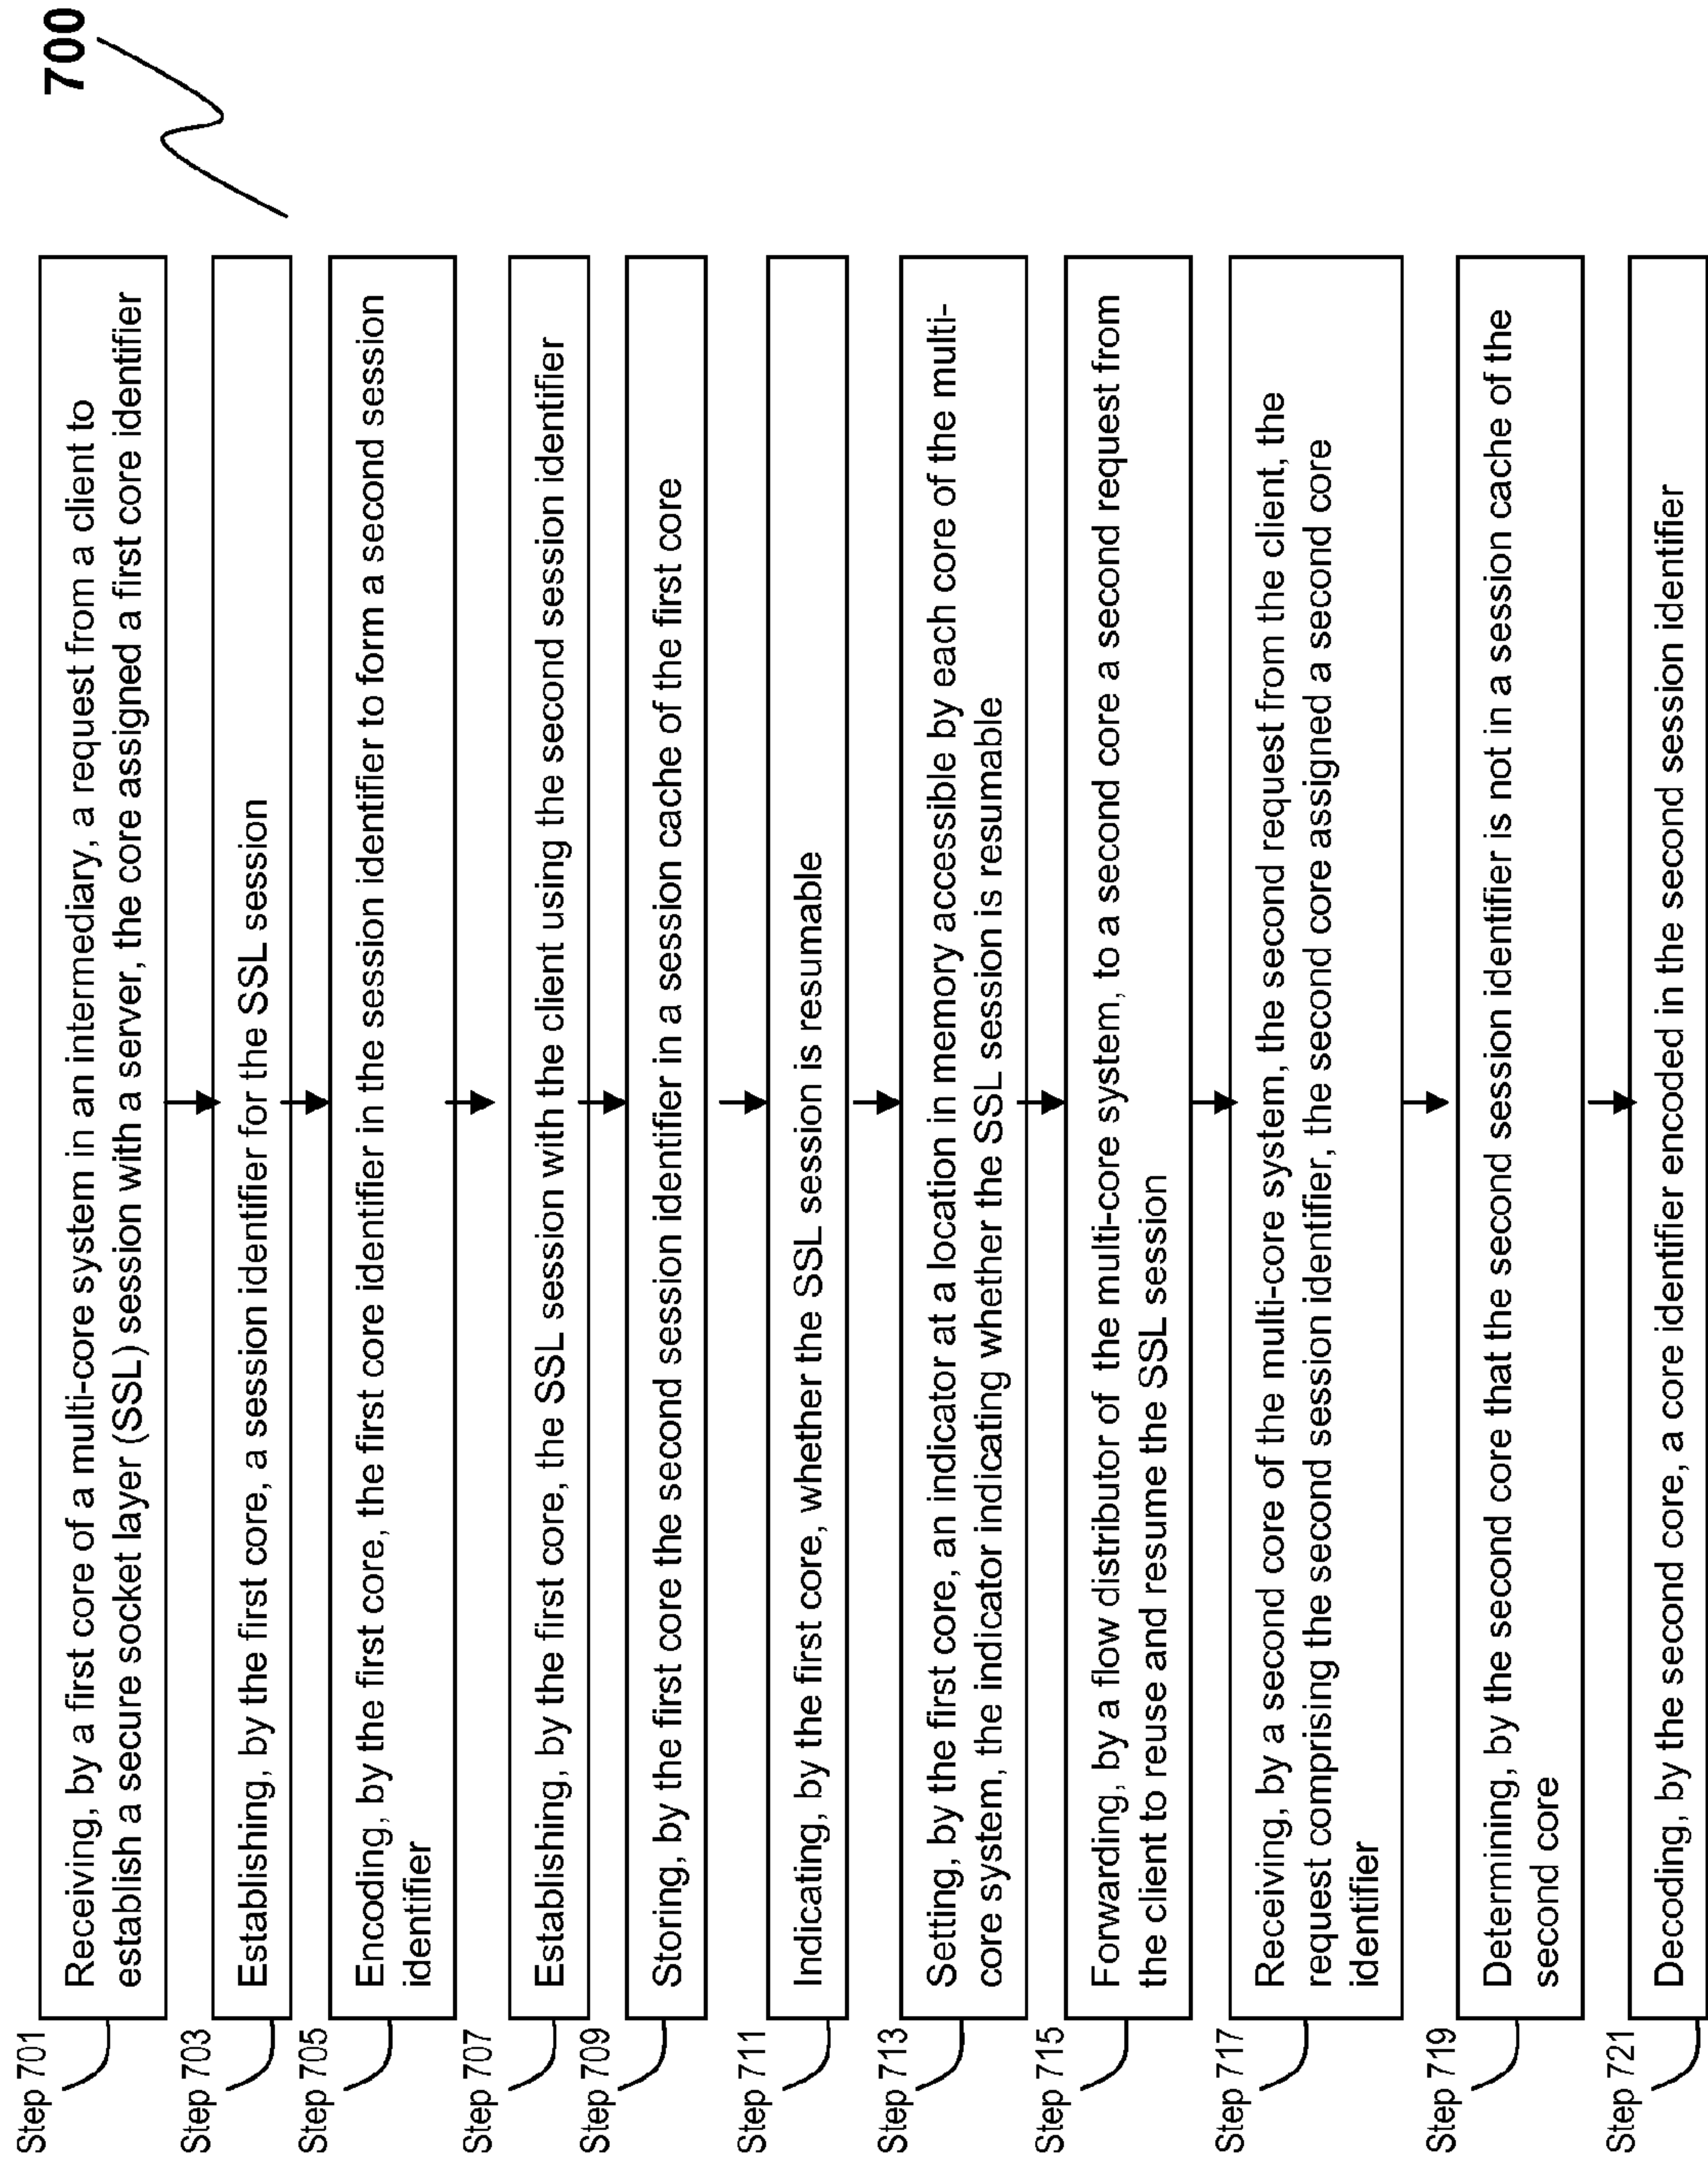 700
Step 701
Receiving, by a first core of a multi-core system in an intermediary, a request from a client to
establish a secure socket layer (SSL) session with a server, the core assigned a first core identifier
Step 703
Establishing, by the first core, a session identifier for the SSL session
Step 705
Encoding, by the first core, the first core identifier in the session identifier to form a second session
identifier
Step 707
Establishing, by the first core, the SSL session with the client using the second session identifier
Step 709
Storing, by the first core the second session identifier in a session cache of the first core
Step 711
Indicating, by the first core, whether the SSL session is resumable
Step 713
Setting, by the first core, an indicator at a location in memory accessible by each core of the multi-
core system, the indicator indicating whether the SSL session is resumable
Step 715
Forwarding, by a flow distributor of the multi-core system, to a second core a second request from
the client to reuse and resume the SSL session
Step 717
Receiving, by a second core of the multi-core system, the second request from the client, the
request comprising the second session identifier, the second core assigned a second core
identifier
Step 719
Determining, by the second core that the second session identifier is not in a session cache of the
second core
Step 721
Decoding, by the second core, a core identifier encoded in the second session identifier